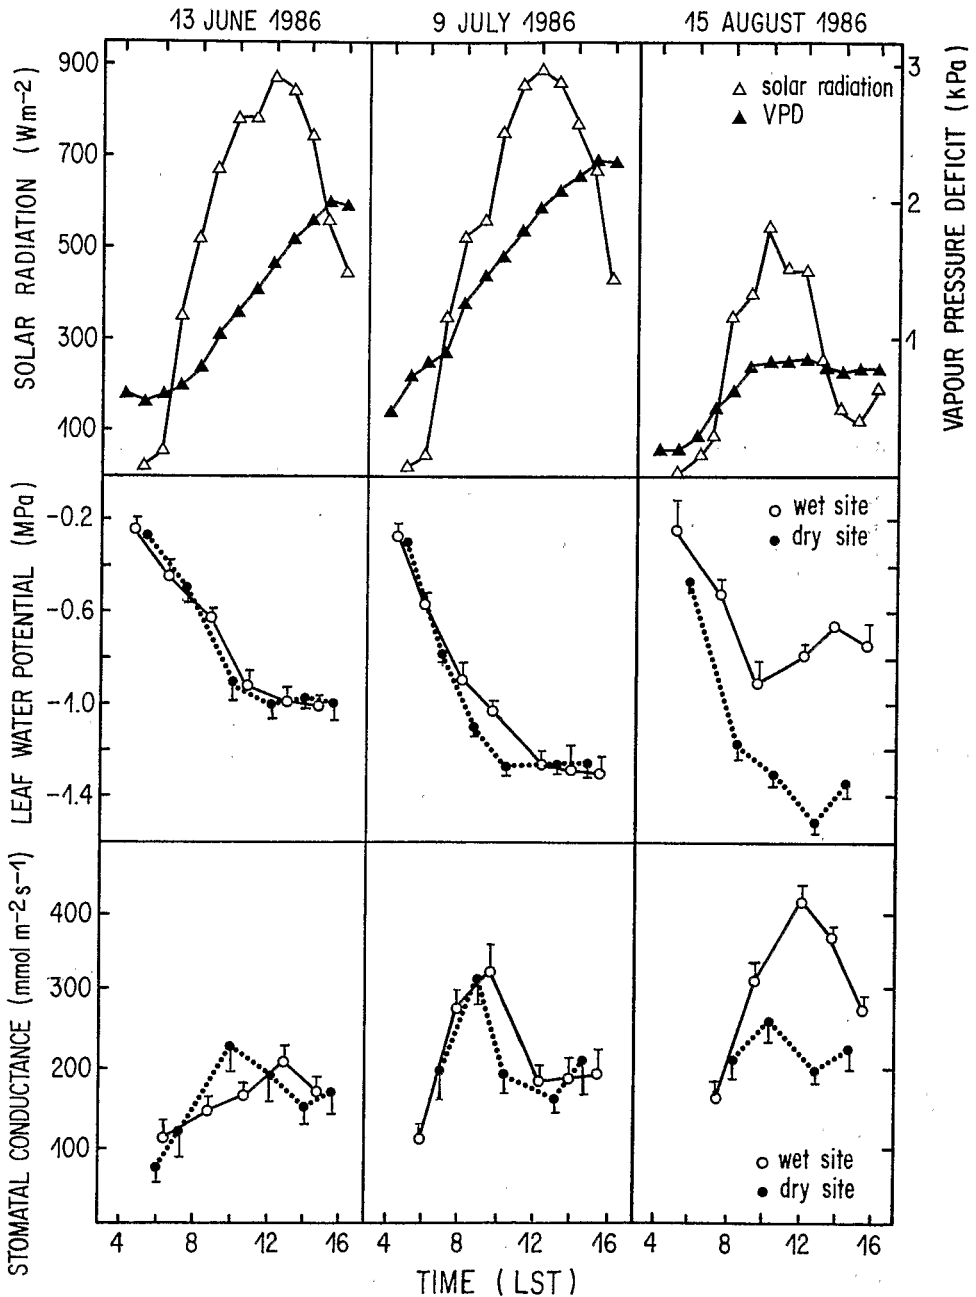 13 JUNE 1986 9 JULY 1986 15 AUGUST 1986
SOLAR RADIATION (Wm-2)
900
700
500
300
100
3
2
1
VAPOUR PRESSURE DEFICIT (kPa)
solar radiation
VPD
LEAF WATER POTENTIAL (MPa)
-0.2
-0.6
-1.0
-1.4
wet site
dry site
STOMATAL CONDUCTANCE (mmol m-2 s-1)
400
300
200
100
wet site
dry site
4 8 12 16 4 8 12 16 4 8 12 16
TIME (LST)